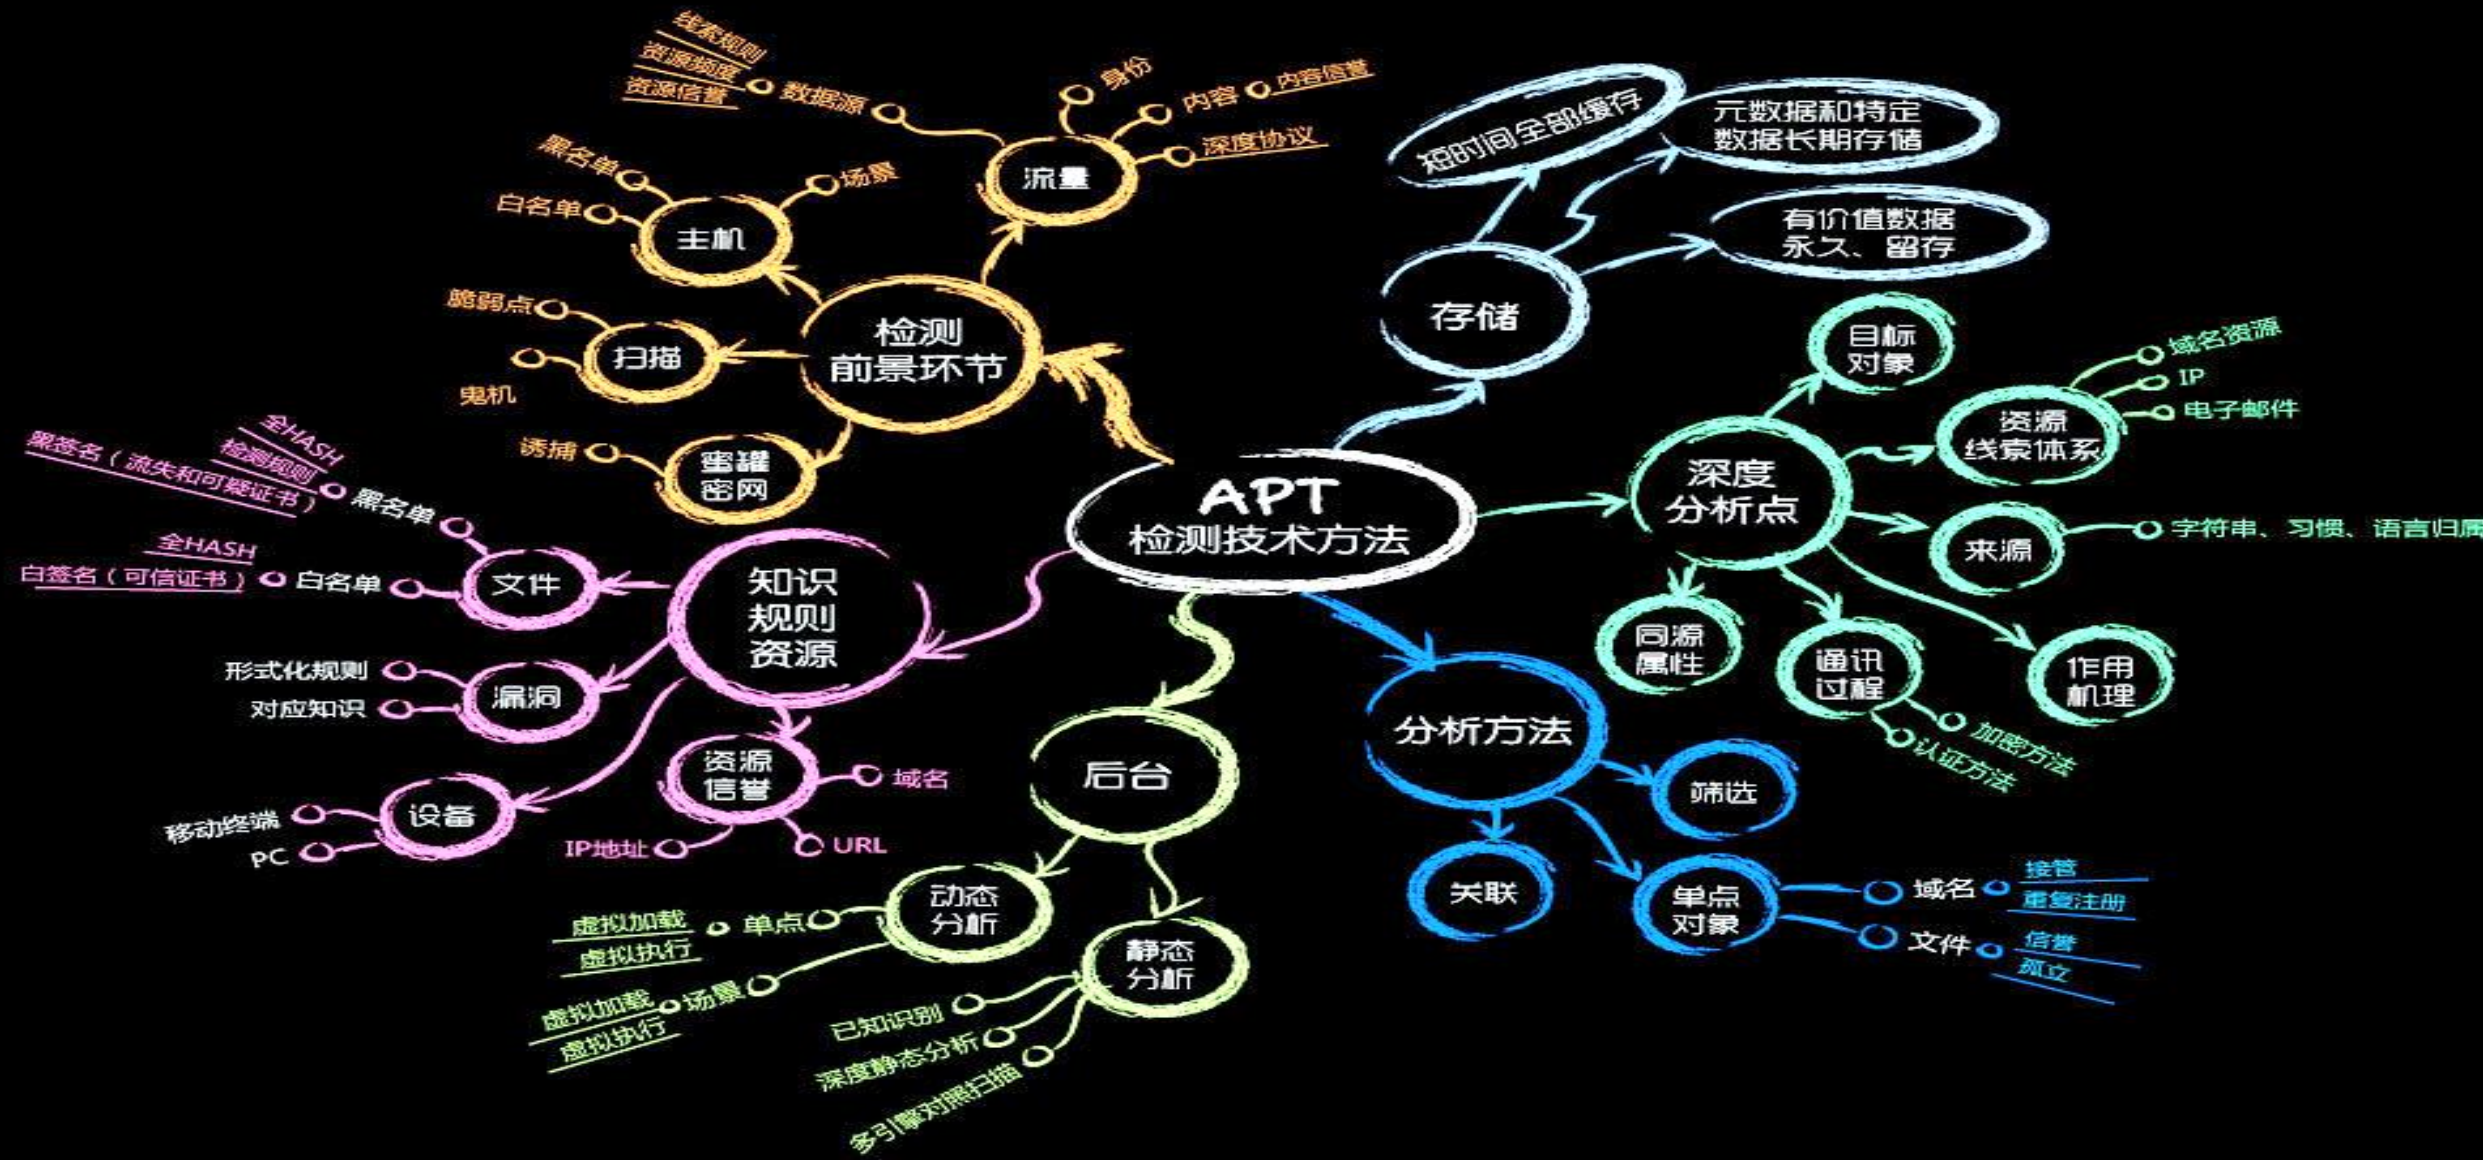 APT
检测技术方法
检测
前景环节
流量
数据源
线索规则
资源频度
资源信誉
身份
内容
内容信誉
深度协议
主机
黑名单
白名单
场景
扫描
脆弱点
鬼机
蜜罐
密网
诱捕
存储
短时间全部缓存
元数据和特定
数据长期存储
有价值数据
永久、留存
深度
分析点
目标
对象
资源
线索体系
域名资源
IP
电子邮件
来源
字符串、习惯、语言归属
作用
机理
通讯
过程
加密方法
认证方法
同源
属性
分析方法
筛选
单点
对象
域名
接管
重复注册
文件
信誉
孤立
关联
后台
动态
分析
单点
虚拟加载
虚拟执行
场景
虚拟加载
虚拟执行
静态
分析
已知识别
深度静态分析
多引擎对照扫描
知识
规则
资源
文件
黑名单
全HASH
检测规则
黑签名（流失和可疑证书）
白名单
全HASH
白签名（可信证书）
漏洞
形式化规则
对应知识
设备
移动终端
PC
资源
信誉
域名
URL
IP地址